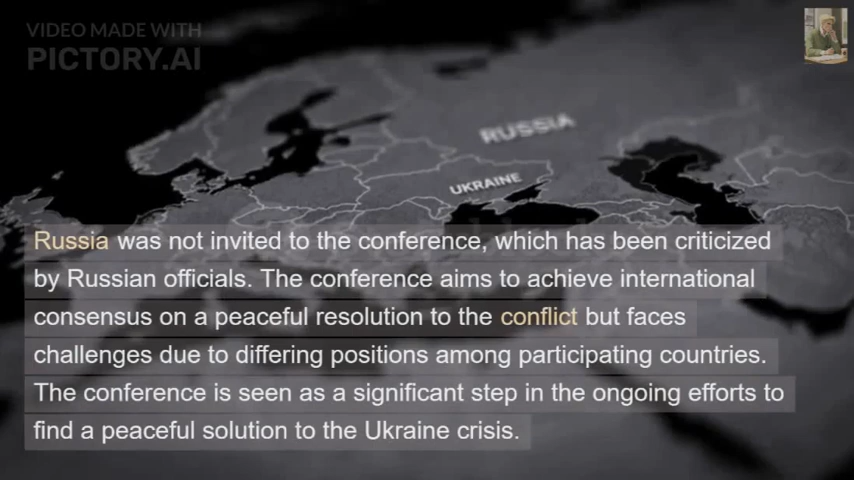 VIDEO MADE WITH
PICTORY.AI
RUSSIA
UKRAINE
Russia was not invited to the conference, which has been criticized
by Russian officials. The conference aims to achieve international
consensus on a peaceful resolution to the conflict but faces
challenges due to differing positions among participating countries.
The conference is seen as a significant step in the ongoing efforts to
find a peaceful solution to the Ukraine crisis.